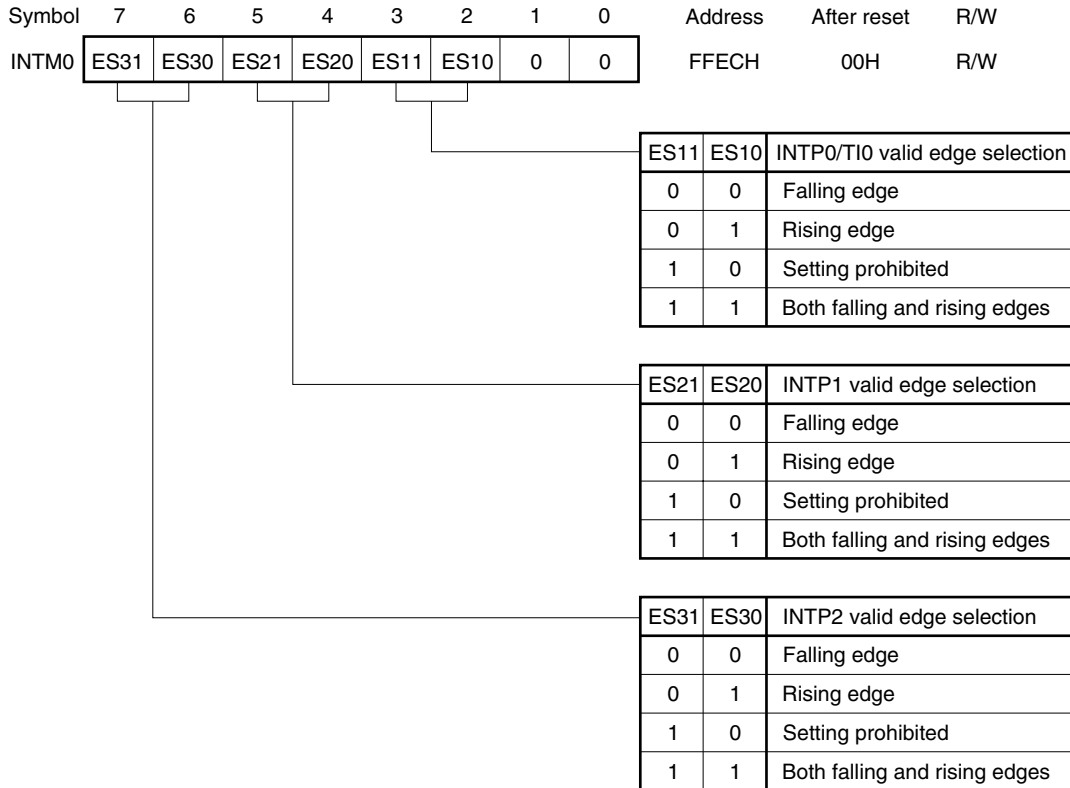 Symbol 7 6 5 4 3 2 1 0 Address After reset R/W
INTM0 ES31 ES30 ES21 ES20 ES11 ES10 0 0 FFECH 00H R/W
ES11 ES10 INTP0/TI0 valid edge selection
0 0 Falling edge
0 1 Rising edge
1 0 Setting prohibited
1 1 Both falling and rising edges
ES21 ES20 INTP1 valid edge selection
0 0 Falling edge
0 1 Rising edge
1 0 Setting prohibited
1 1 Both falling and rising edges
ES31 ES30 INTP2 valid edge selection
0 0 Falling edge
0 1 Rising edge
1 0 Setting prohibited
1 1 Both falling and rising edges